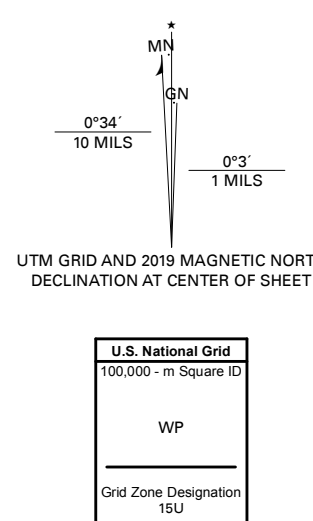 MN
GN
0°34´
10 MILS
0°3´
1 MILS
UTM GRID AND 2019 MAGNETIC NORT
DECLINATION AT CENTER OF SHEET
U.S. National Grid
100,000 - m Square ID
WP
Grid Zone Designation
15U